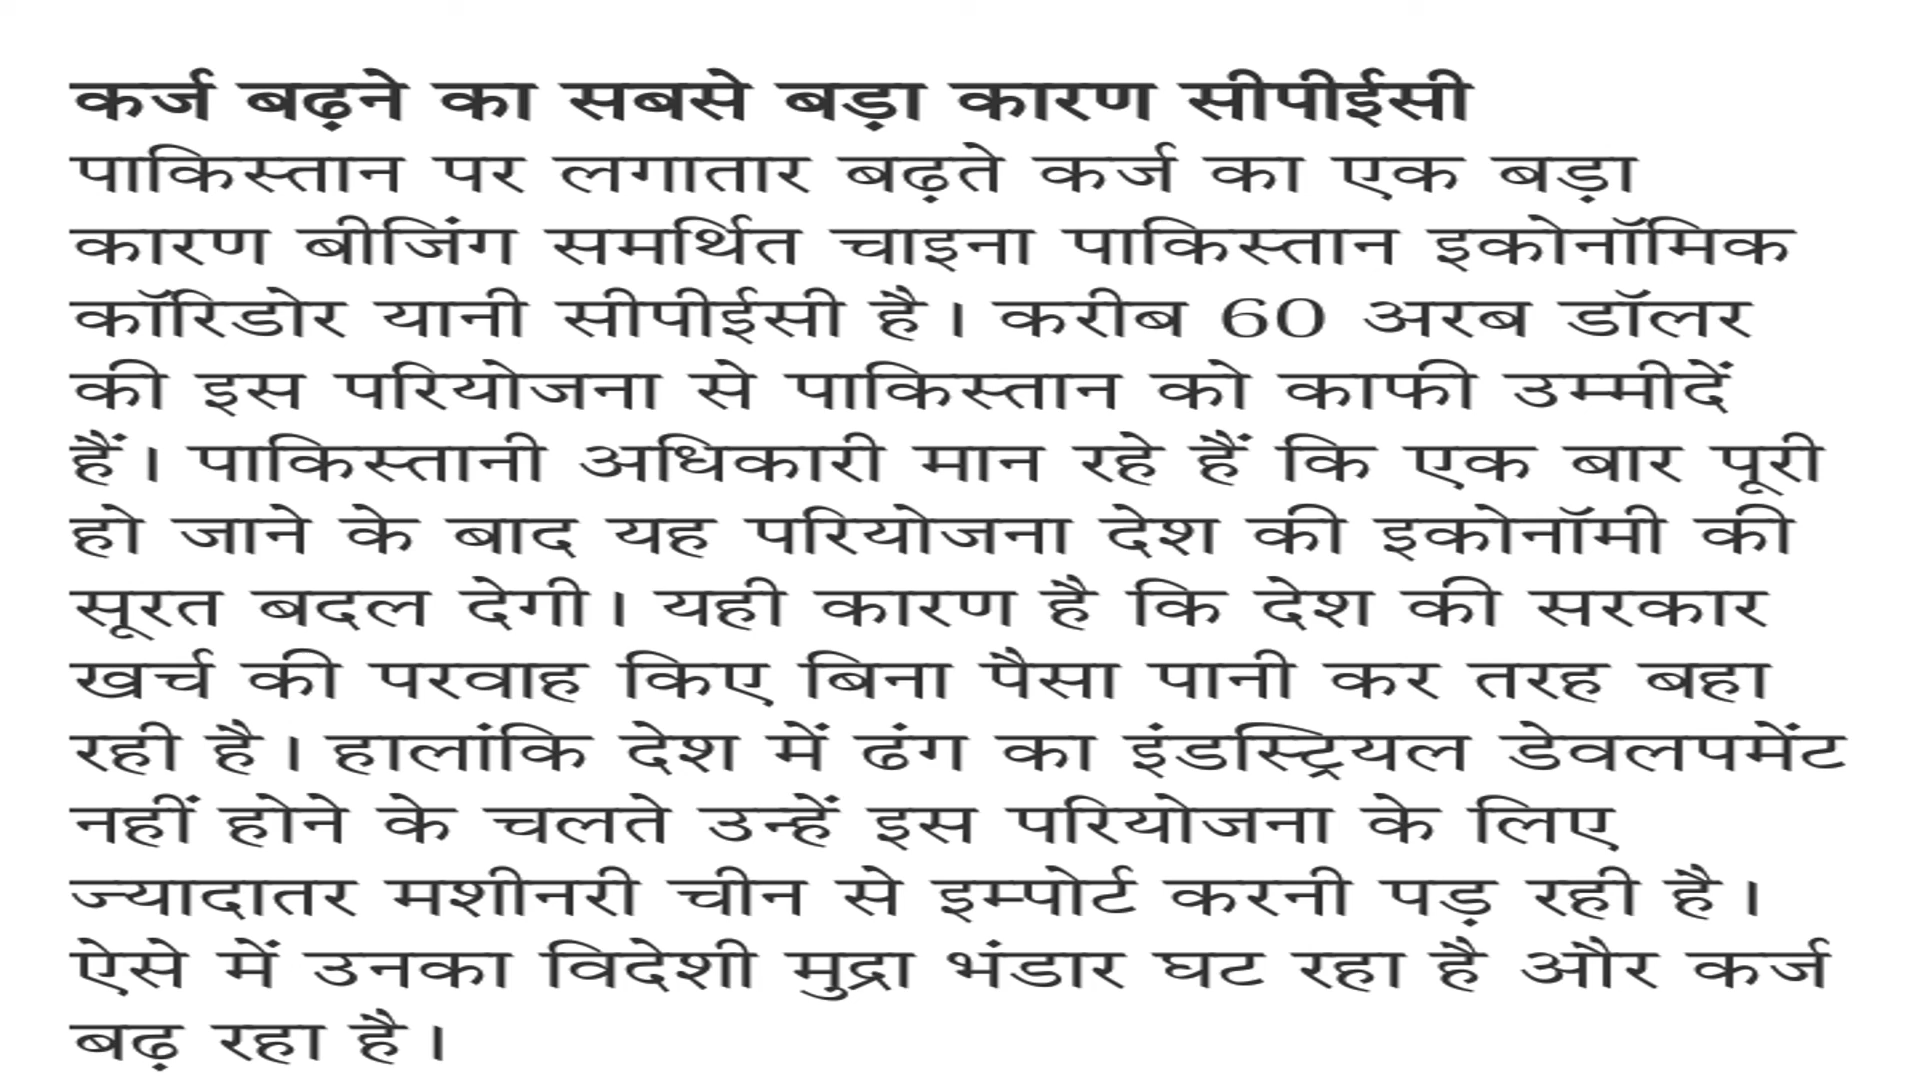 कर्ज बढ़ने का सबसे बड़ा कारण सीपीईसी
पाकिस्तान पर लगातार बढ़ते कर्ज का एक बड़ा
कारण बीजिंग समर्थित चाइना पाकिस्तान इकोनॉमिक
कॉरिडोर यानी सीपीईसी है। करीब 60 अरब डॉलर
की इस परियोजना से पाकिस्तान को काफी उम्मीदें
हैं। पाकिस्तानी अधिकारी मान रहे हैं कि एक बार पूरी
हो जाने के बाद यह परियोजना देश की इकोनॉमी की
सूरत बदल देगी। यही कारण है कि देश की सरकार
खर्च की परवाह किए बिना पैसा पानी कर तरह बहा
रही है। हालांकि देश में ढंग का इंडस्ट्रियल डेवलपमेंट
नहीं होने के चलते उन्हें इस परियोजना के लिए
ज्यादातर मशीनरी चीन से इम्पोर्ट करनी पड़ रही है।
ऐसे में उनका विदेशी मुद्रा भंडार घट रहा है और कर्ज
बढ़ रहा है।